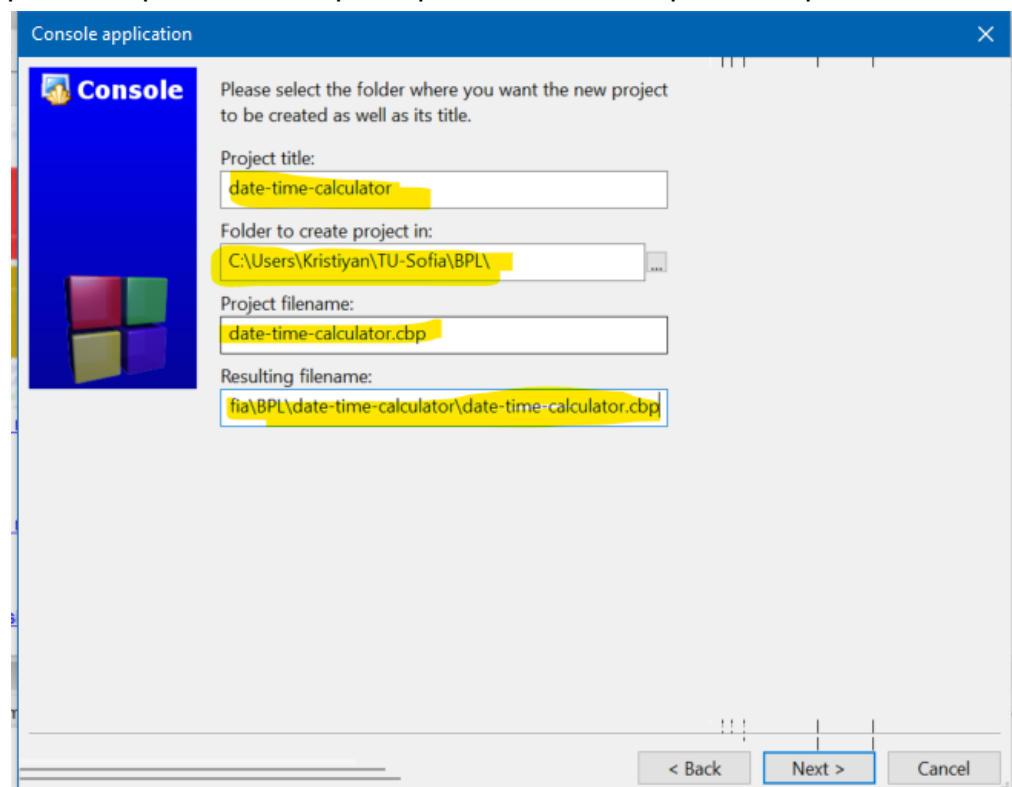 Console application
Console
Please select the folder where you want the new project
to be created as well as its title.
Project title:
date-time-calculator
Folder to create project in:
C:\Users\Kristiyan\TU-Sofia\BPL\
...
Project filename:
date-time-calculator.cbp
Resulting filename:
fia\BPL\date-time-calculator\date-time-calculator.cbp
< Back
Next >
Cancel